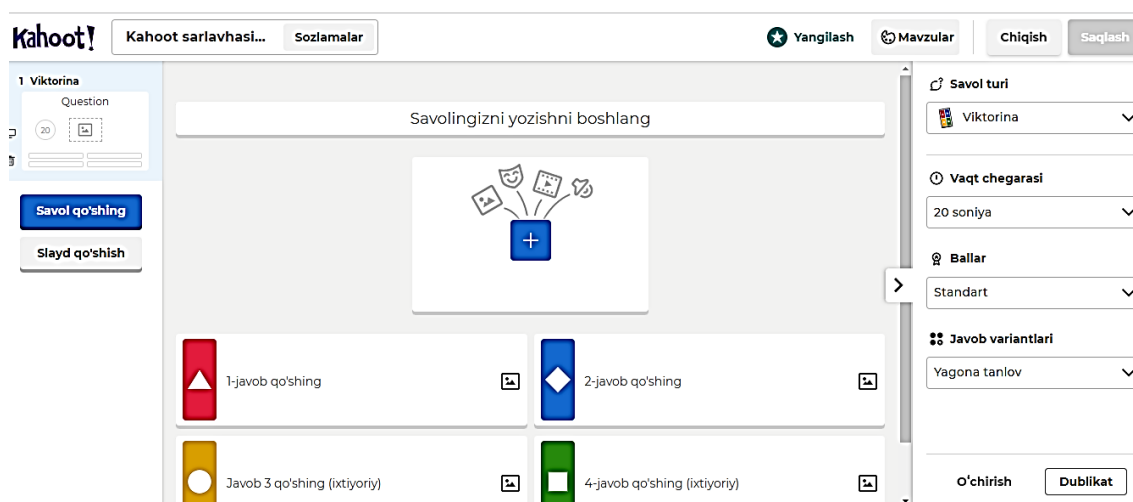 Kahoot!
Kahoot sarlavhasi...
Sozlamalar
Yangilash
Mavzular
Chiqish
Saqlash
1 Viktorina
Question
20
Savol qo'shing
Slayd qo'shish
Savolingizni yozishni boshlang
1-javob qo'shing
2-javob qo'shing
Javob 3 qo'shing (ixtiyoriy)
4-javob qo'shing (ixtiyoriy)
Savol turi
Viktorina
Vaqt chegarasi
20 soniya
Ballar
Standart
Javob variantlari
Yagona tanlov
Oʻchirish
Dublikat